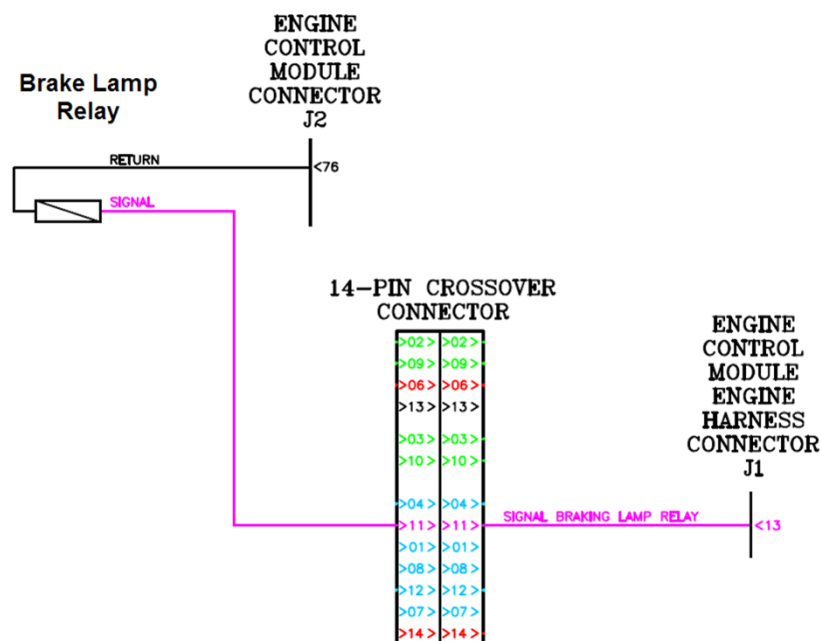 ENGINE
CONTROL
MODULE
CONNECTOR
J2
Brake Lamp
Relay
RETURN
<76
SIGNAL
14-PIN CROSSOVER
CONNECTOR
>02> >02>
>09> >09>
>06> >06>
>13> >13>
>03> >03>
>10> >10>
>04> >04>
>11> >11>
>01> >01>
>08> >08>
>12> >12>
>07> >07>
>14> >14>
SIGNAL BRAKING LAMP RELAY
ENGINE
CONTROL
MODULE
ENGINE
HARNESS
CONNECTOR
J1
<13